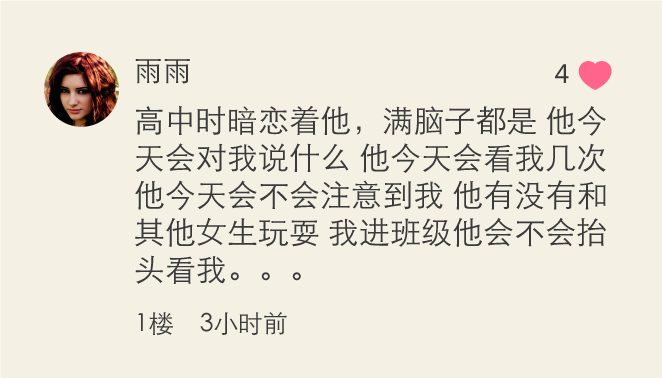 雨雨
4
高中时暗恋着他，满脑子都是 他今
天会对我说什么 他今天会看我几次
他今天会不会注意到我 他有没有和
其他女生玩耍 我进班级他会不会抬
头看我。。。
1楼 3小时前